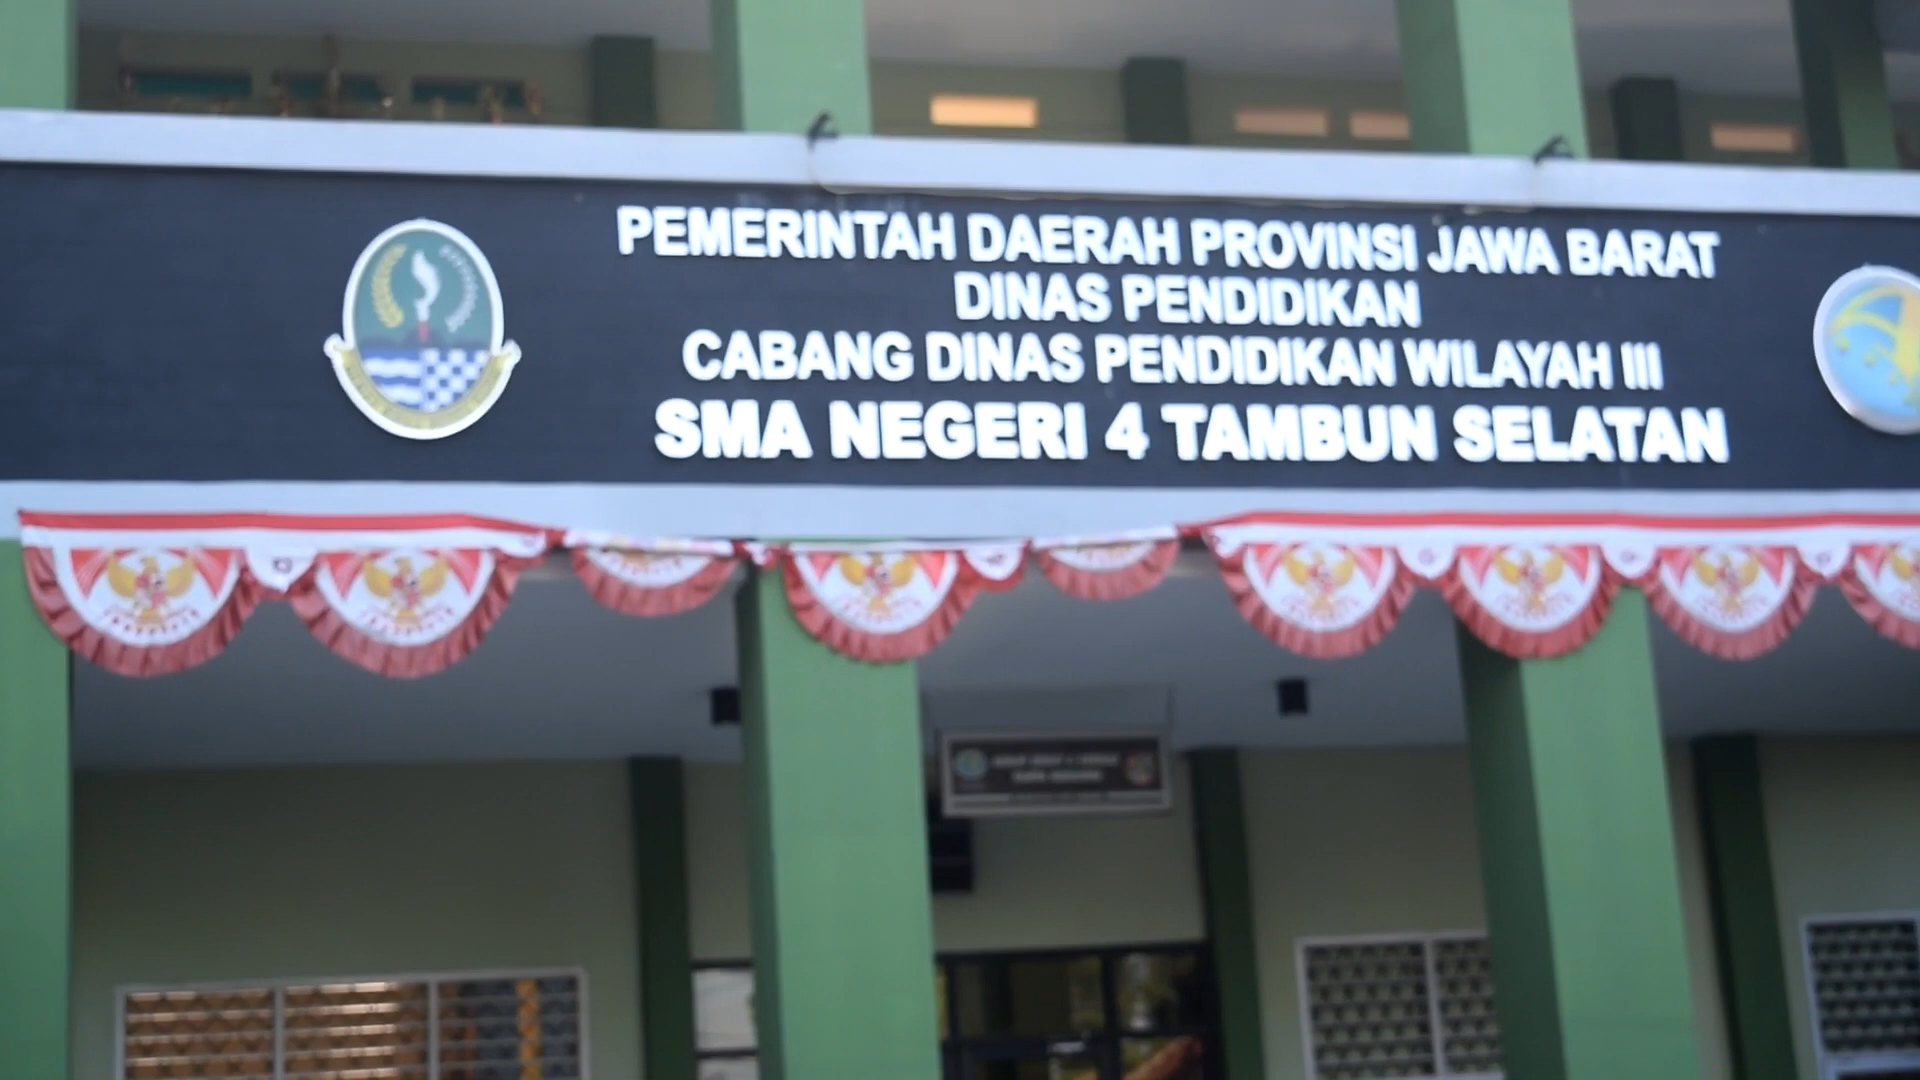 PEMERINTAH DAERAH PROVINSI JAWA BARAT
DINAS PENDIDIKAN
CABANG DINAS PENDIDIKAN WILAYAH III
SMA NEGERI 4 TAMBUN SELATAN